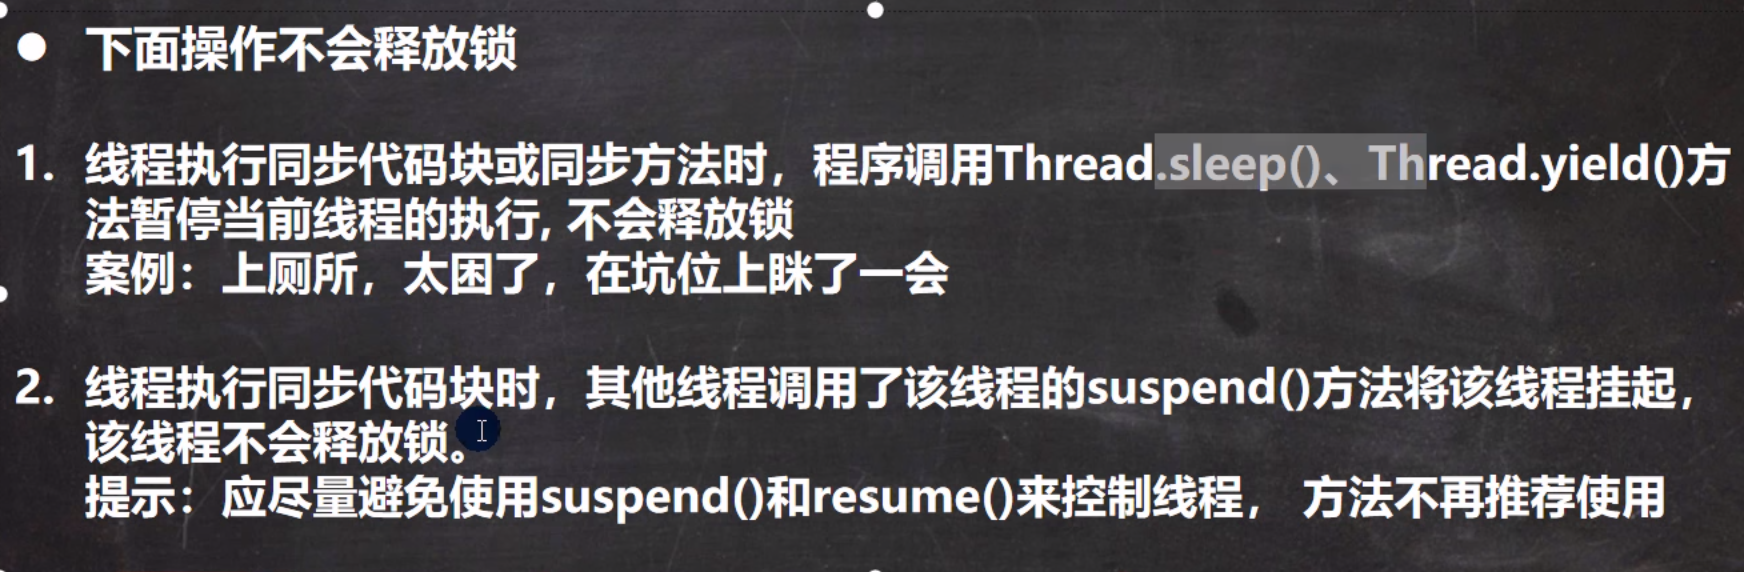 ● 下面操作不会释放锁
1. 线程执行同步代码块或同步方法时，程序调用Thread.sleep()、Thread.yield()方
法暂停当前线程的执行, 不会释放锁
案例：上厕所，太困了，在坑位上眯了一会
2. 线程执行同步代码块时，其他线程调用了该线程的suspend()方法将该线程挂起，
该线程不会释放锁。
提示：应尽量避免使用suspend()和resume()来控制线程， 方法不再推荐使用